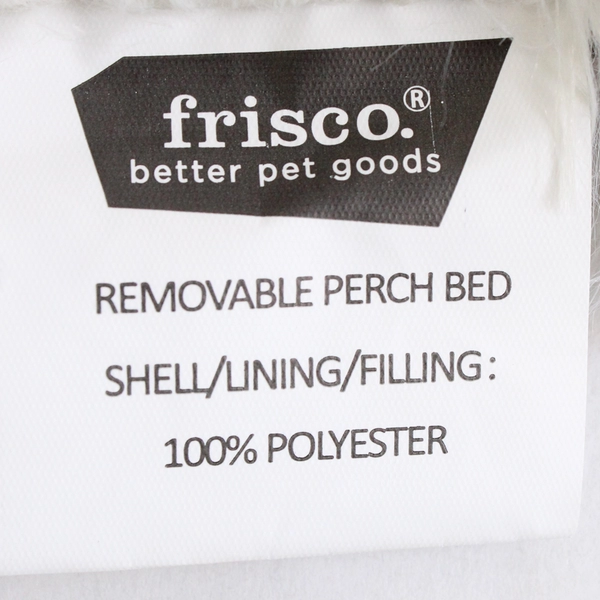 frisco.®
better pet goods
REMOVABLE PERCH BED
SHELL/LINING/FILLING:
100% POLYESTER